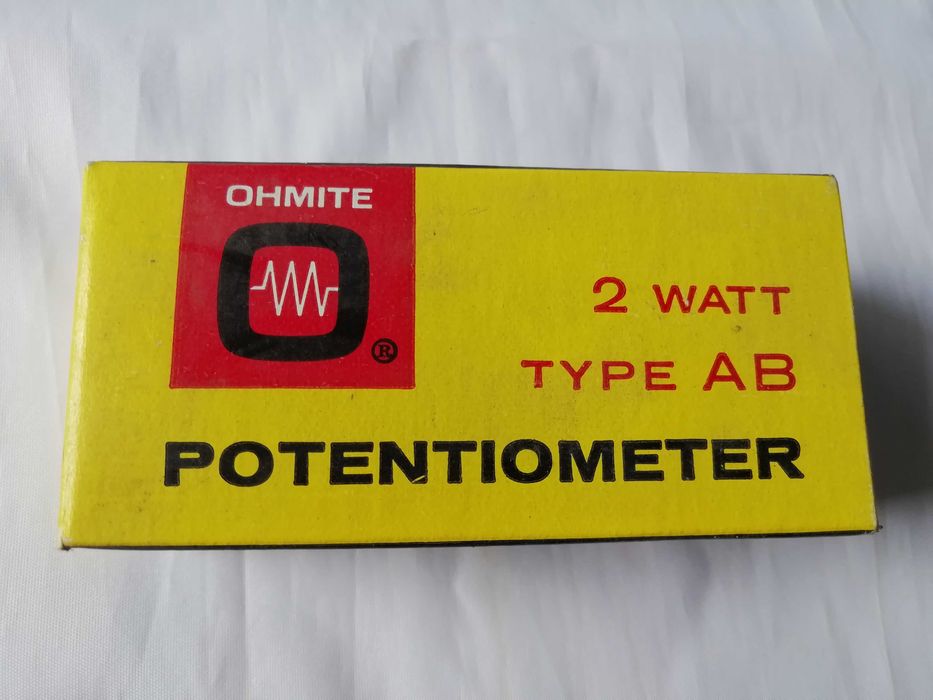 OHMITE
®
2 WATT
TYPE AB
POTENTIOMETER